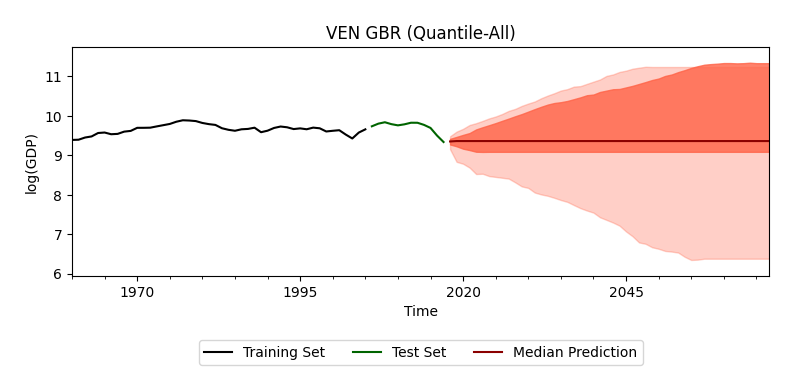 VEN GBR (Quantile-All)
log(GDP)
11
10
9
8
7
6
1970
1995
2020
2045
Time
Training Set
Test Set
Median Prediction